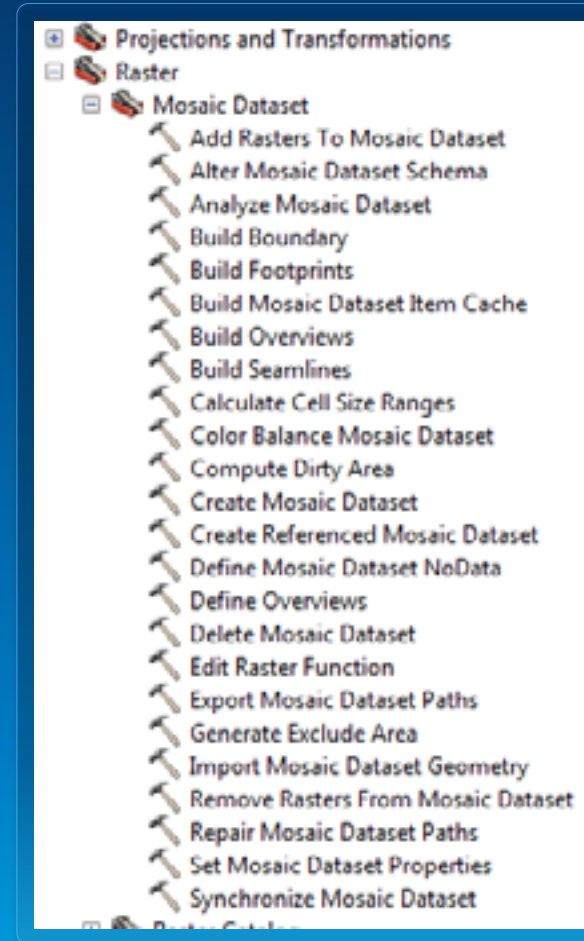 Projections and Transformations
Raster
Mosaic Dataset
Add Rasters To Mosaic Dataset
Alter Mosaic Dataset Schema
Analyze Mosaic Dataset
Build Boundary
Build Footprints
Build Mosaic Dataset Item Cache
Build Overviews
Build Seamlines
Calculate Cell Size Ranges
Color Balance Mosaic Dataset
Compute Dirty Area
Create Mosaic Dataset
Create Referenced Mosaic Dataset
Define Mosaic Dataset NoData
Define Overviews
Delete Mosaic Dataset
Edit Raster Function
Export Mosaic Dataset Paths
Generate Exclude Area
Import Mosaic Dataset Geometry
Remove Rasters From Mosaic Dataset
Repair Mosaic Dataset Paths
Set Mosaic Dataset Properties
Synchronize Mosaic Dataset